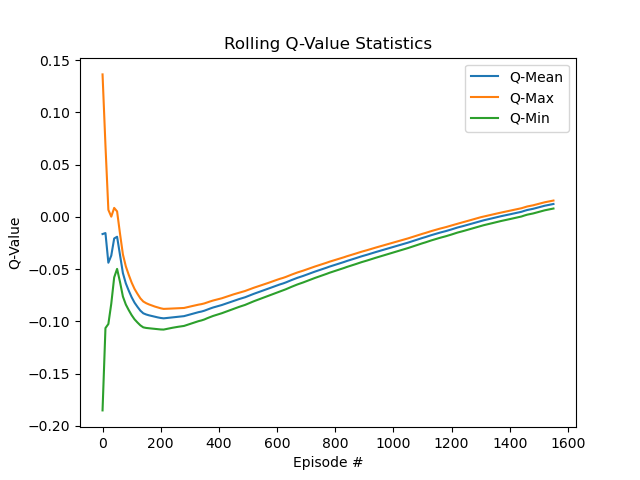 Rolling Q-Value Statistics
Q-Mean
Q-Max
Q-Min
0.15
0.10
0.05
0.00
−0.05
−0.10
−0.15
−0.20
Q-Value
0 200 400 600 800 1000 1200 1400 1600
Episode #